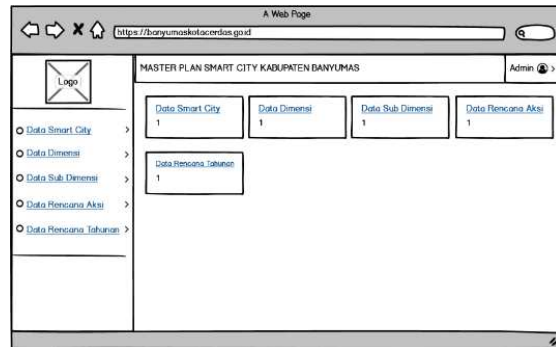 A Web Page
https://banyumaskotacerdas.go.id
Logo
MASTER PLAN SMART CITY KABUPATEN BANYUMAS
Admin
Data Smart City
Data Dimensi
Data Sub Dimensi
Data Rencana Aksi
Data Rencana Tahunan
Data Smart City
1
Data Dimensi
1
Data Sub Dimensi
1
Data Rencana Aksi
1
Data Rencana Tahunan
1